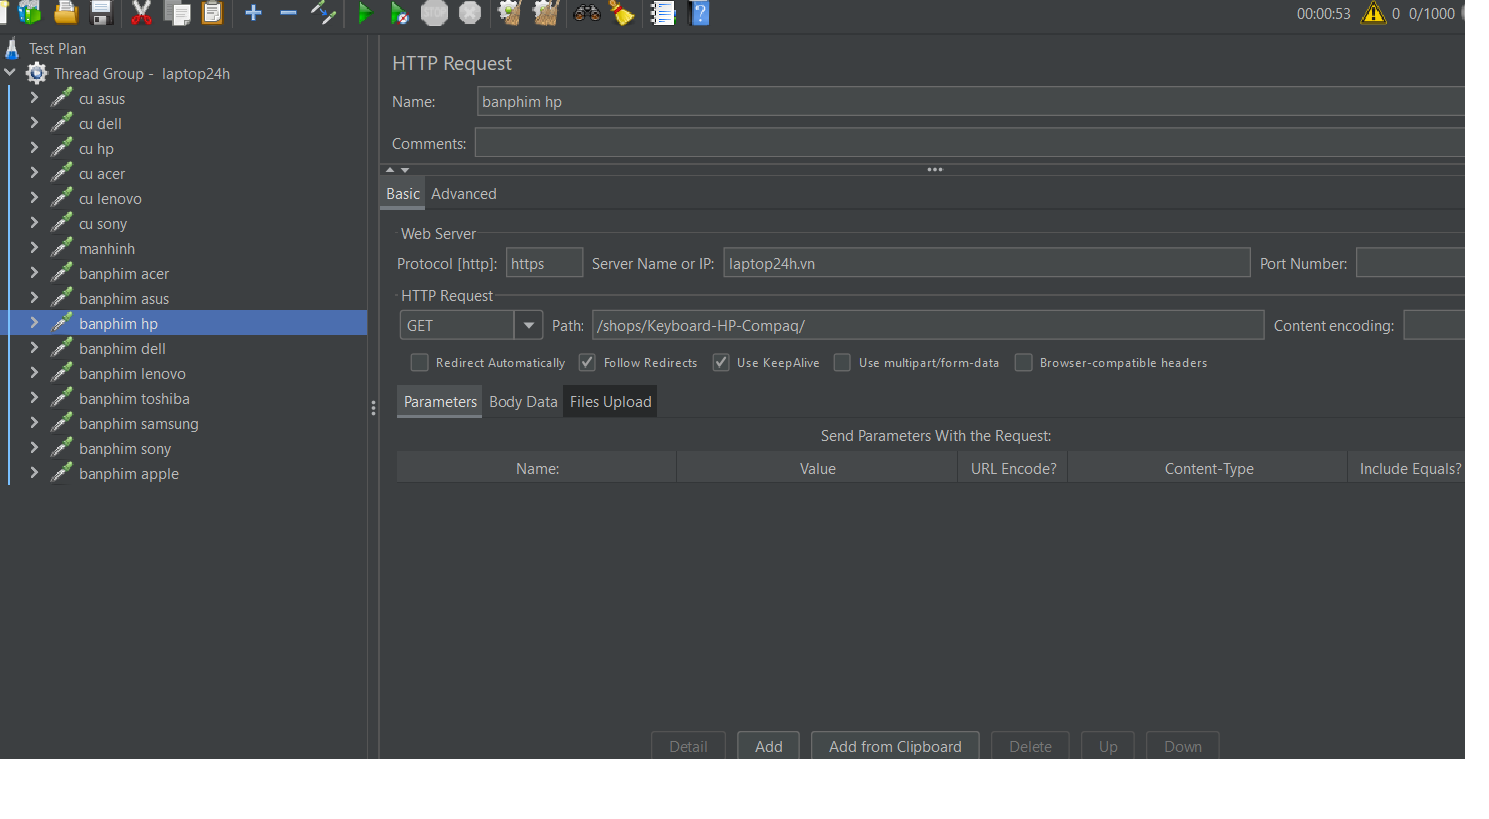 STOP
?
00:00:53
0
0/1000
Test Plan
Thread Group - laptop24h
cu asus
cu dell
cu hp
cu acer
cu lenovo
cu sony
manhinh
banphim acer
banphim asus
banphim hp
banphim dell
banphim lenovo
banphim toshiba
banphim samsung
banphim sony
banphim apple
HTTP Request
Name: banphim hp
Comments:
Basic Advanced
Web Server
Protocol [http]: https Server Name or IP: laptop24h.vn Port Number:
HTTP Request
GET Path: /shops/Keyboard-HP-Compaq/ Content encoding:
Redirect Automatically Follow Redirects Use KeepAlive Use multipart/form-data Browser-compatible headers
Parameters Body Data Files Upload
Send Parameters With the Request:
Name: Value URL Encode? Content-Type Include Equals?
Detail Add Add from Clipboard Delete Up Down